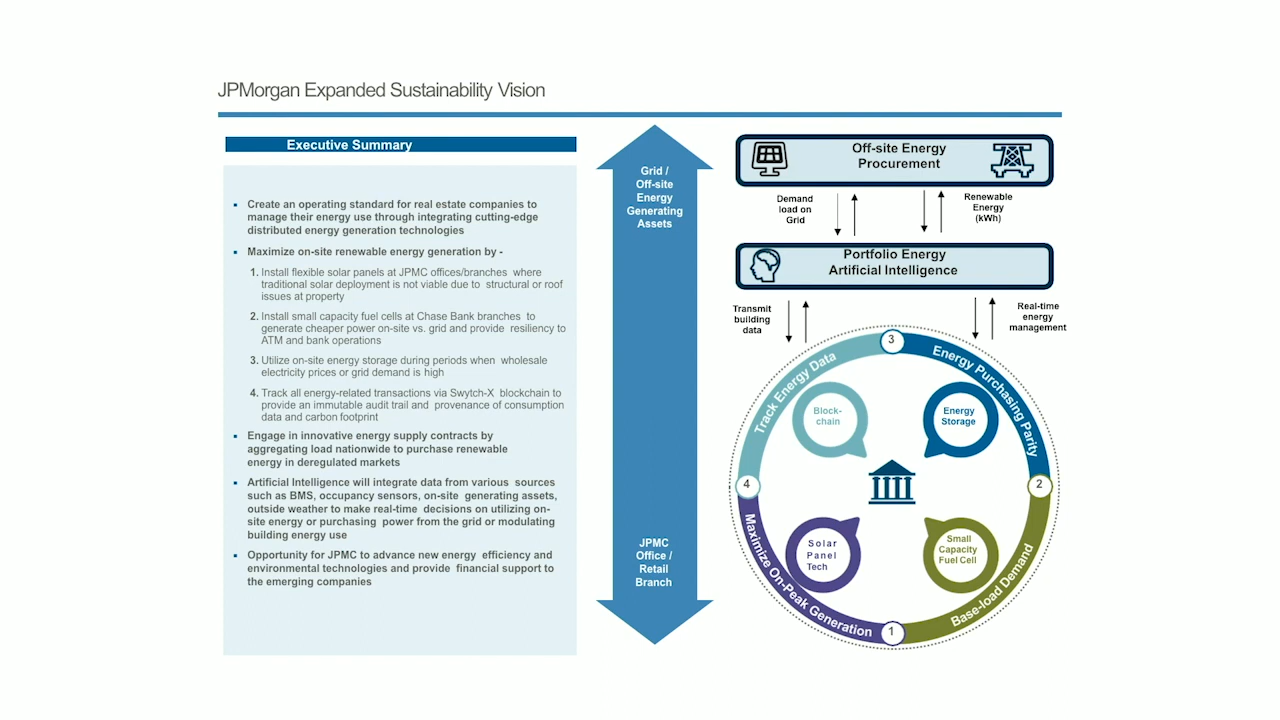 JPMorgan Expanded Sustainability Vision
Executive Summary
▪ Create an operating standard for real estate companies to
manage their energy use through integrating cutting-edge
distributed energy generation technologies
▪ Maximize on-site renewable energy generation by -
1. Install flexible solar panels at JPMC offices/branches where
traditional solar deployment is not viable due to structural or roof
issues at property
2. Install small capacity fuel cells at Chase Bank branches to
generate cheaper power on-site vs. grid and provide resiliency to
ATM and bank operations
3. Utilize on-site energy storage during periods when wholesale
electricity prices or grid demand is high
4. Track all energy-related transactions via Swytch-X blockchain to
provide an immutable audit trail and provenance of consumption
data and carbon footprint
▪ Engage in innovative energy supply contracts by
aggregating load nationwide to purchase renewable
energy in deregulated markets
▪ Artificial Intelligence will integrate data from various sources
such as BMS, occupancy sensors, on-site generating assets,
outside weather to make real-time decisions on utilizing on-
site energy or purchasing power from the grid or modulating
building energy use
▪ Opportunity for JPMC to advance new energy efficiency and
environmental technologies and provide financial support to
the emerging companies
Grid /
Off-site
Energy
Generating
Assets
JPMC
Office /
Retail
Branch
Off-site Energy
Procurement
Demand
load on
Grid
Renewable
Energy
(kWh)
Portfolio Energy
Artificial Intelligence
Transmit
building
data
Real-time
energy
management
3
Track Energy Data
Energy Purchasing Parity
Block-
chain
Energy
Storage
4
2
Solar
Panel
Tech
Small
Capacity
Fuel Cell
Maximize On-Peak Generation
Base-load Demand
1